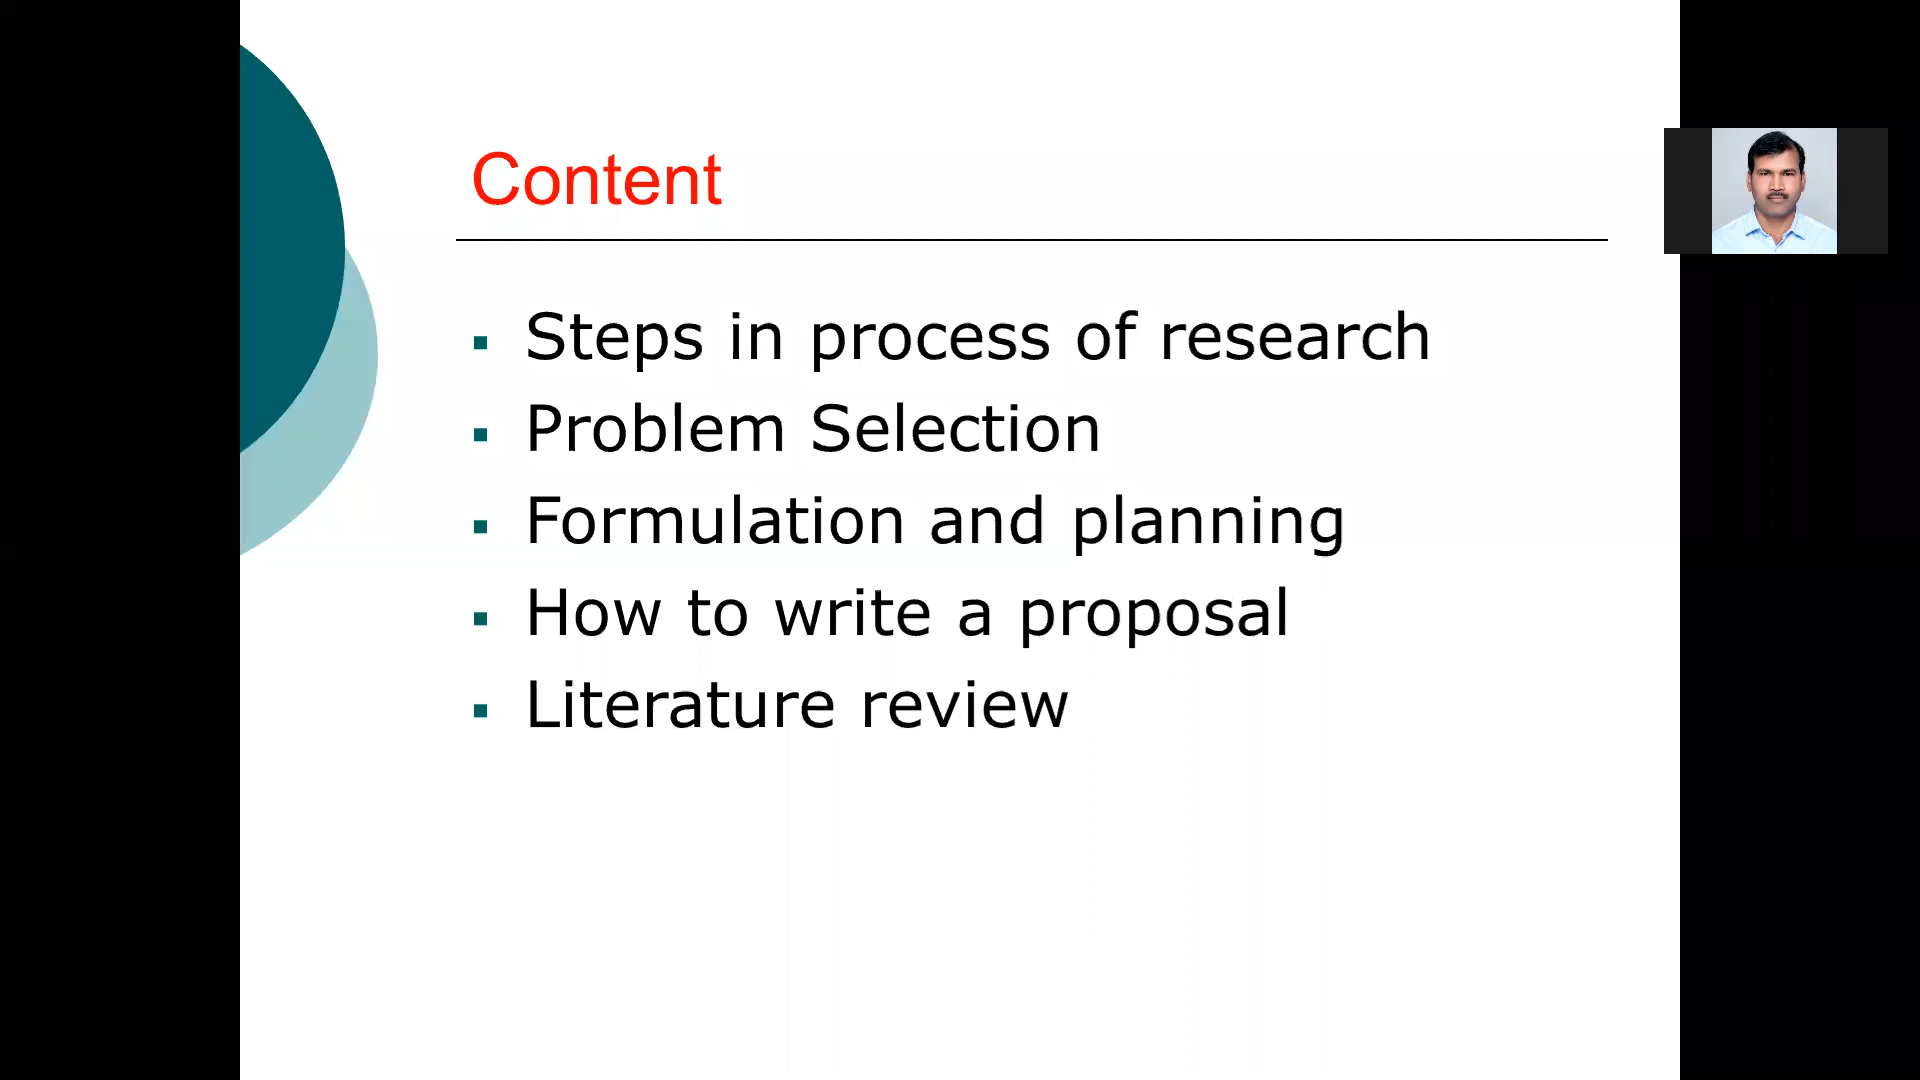 Content
Steps in process of research
Problem Selection
Formulation and planning
How to write a proposal
Literature review